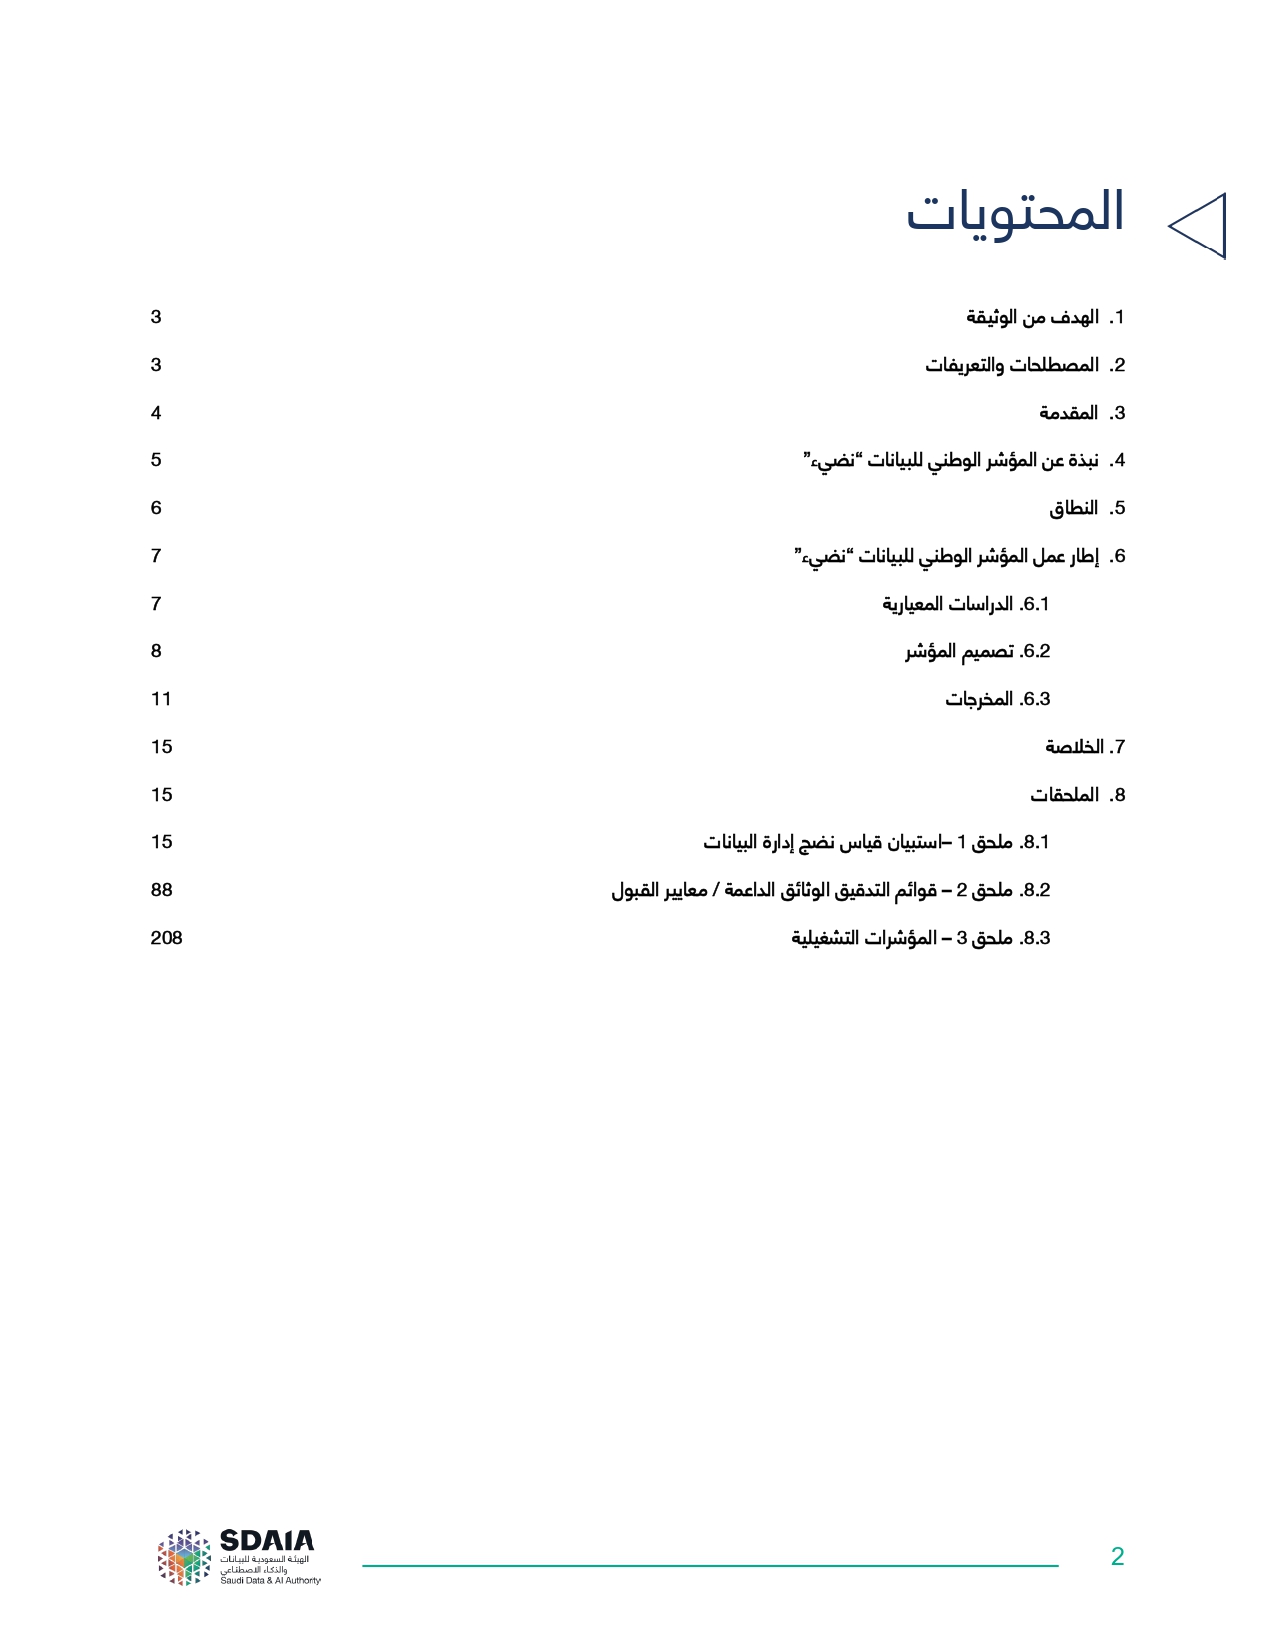 المحتويات
1. الهدف من الوثيقة 3
2. المصطلحات والتعريفات 3
3. المقدمة 4
4. نبذة عن المؤشر الوطني للبيانات “نضيء” 5
5. النطاق 6
6. إطار عمل المؤشر الوطني للبيانات “نضيء” 7
6.1. الدراسات المعيارية 7
6.2. تصميم المؤشر 8
6.3. المخرجات 11
7. الخلاصة 15
8. الملحقات 15
8.1. ملحق 1 –استبيان قياس نضج إدارة البيانات 15
8.2. ملحق 2 – قوائم التدقيق الوثائق الداعمة / معايير القبول 88
8.3. ملحق 3 – المؤشرات التشغيلية 208
2
SDAIA
الهيئة السعودية للبيانات
والذكاء الاصطناعي
Saudi Data & AI Authority